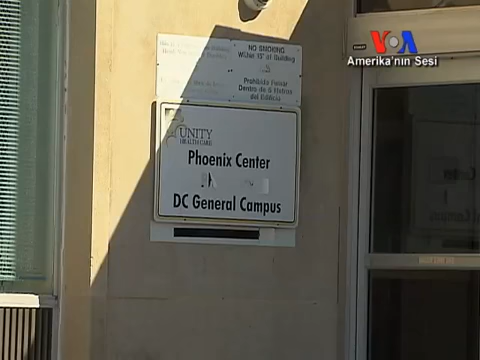 NO SMOKING
Within 15' of Building
Prohibido Fumar
Dentro de 5 Metros
del Edificio
UNITY
HEALTH CARE
Phoenix Center
DC General Campus
VOA
Amerika'nın Sesi